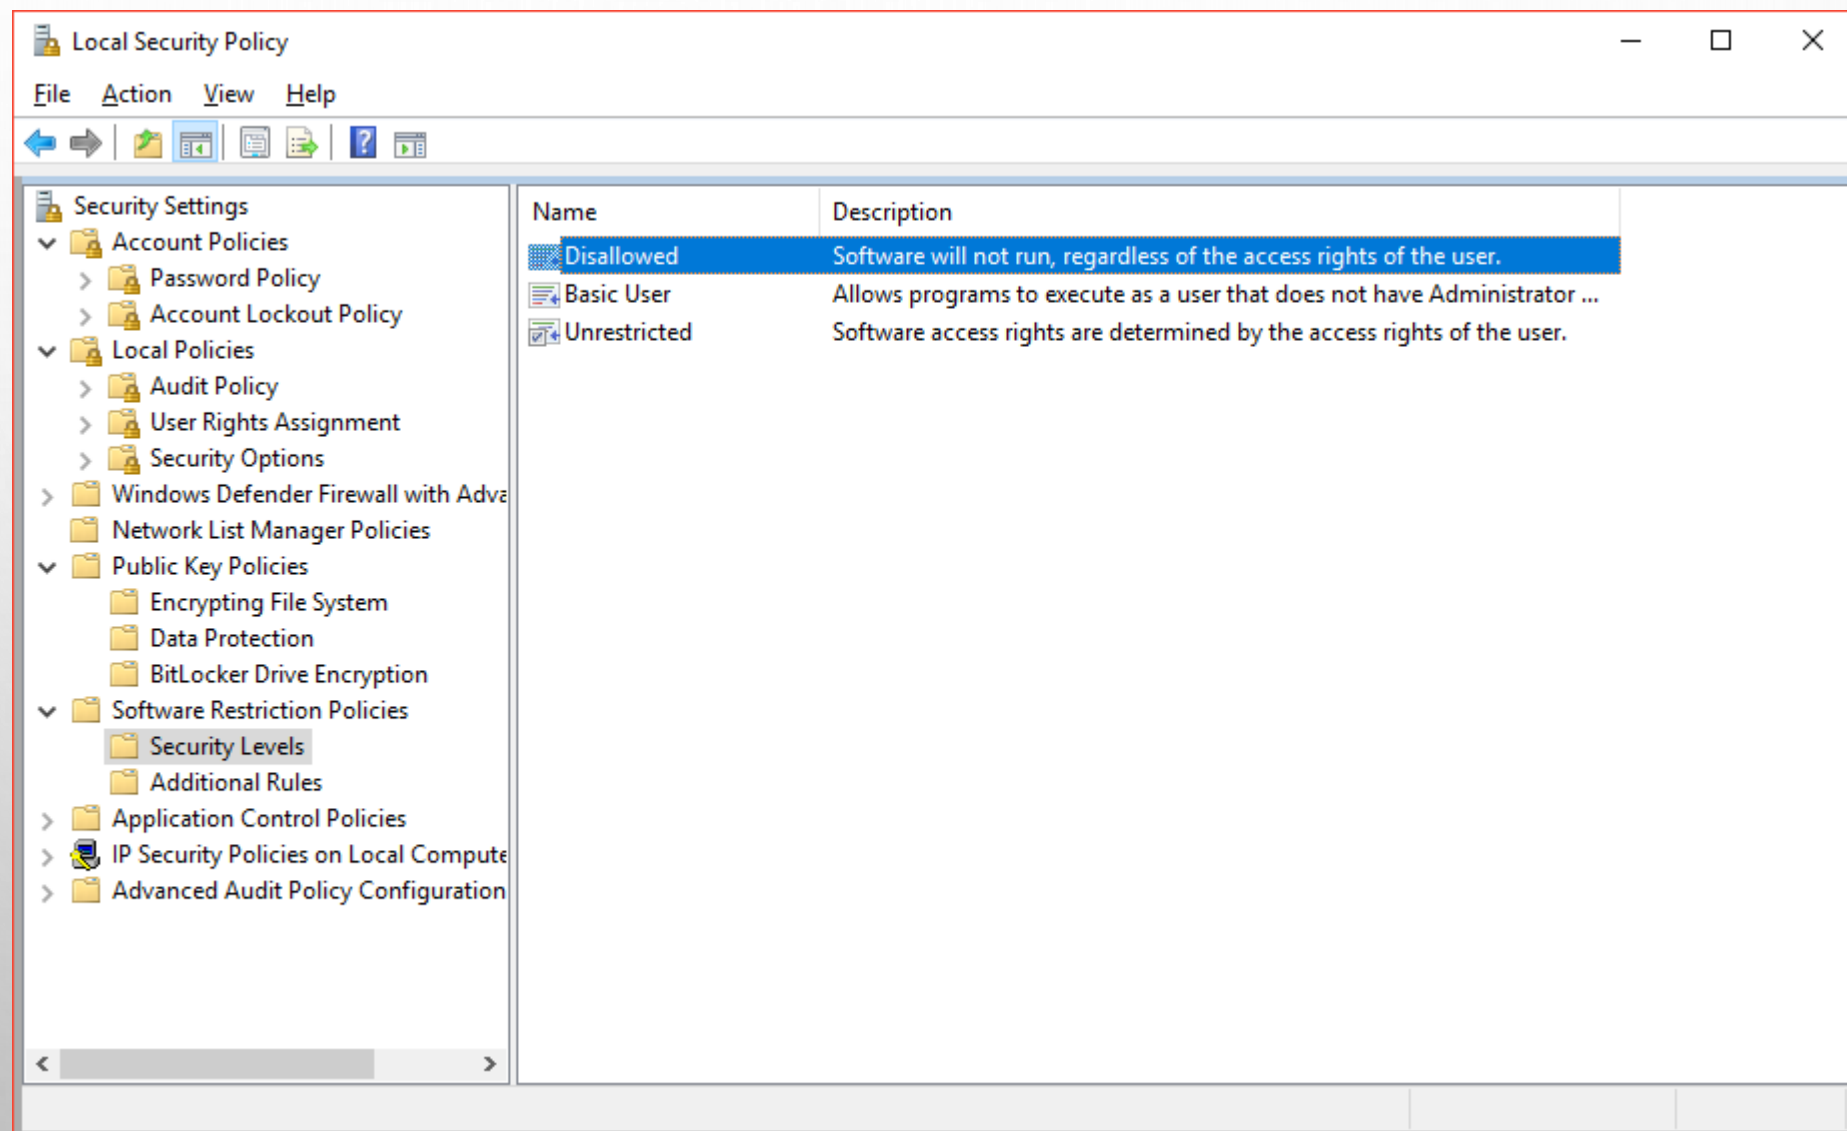 Local Security Policy
File Action View Help
Security Settings
Account Policies
Password Policy
Account Lockout Policy
Local Policies
Audit Policy
User Rights Assignment
Security Options
Windows Defender Firewall with Adva
Network List Manager Policies
Public Key Policies
Encrypting File System
Data Protection
BitLocker Drive Encryption
Software Restriction Policies
Security Levels
Additional Rules
Application Control Policies
IP Security Policies on Local Compute
Advanced Audit Policy Configuration
Name Description
Disallowed Software will not run, regardless of the access rights of the user.
Basic User Allows programs to execute as a user that does not have Administrator ...
Unrestricted Software access rights are determined by the access rights of the user.